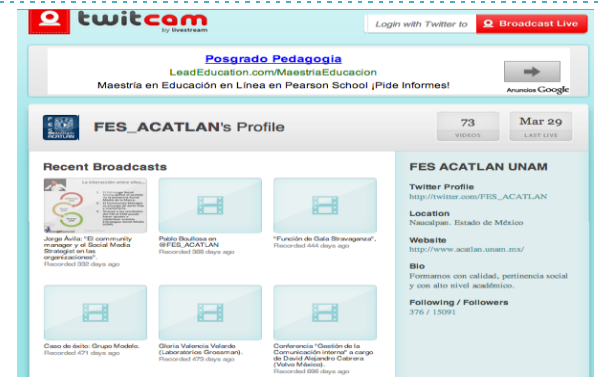 twitcam
by livestream
Login with Twitter to
Broadcast Live
Posgrado Pedagogia
LeadEducation.com/MaestriaEducacion
Maestría en Educación en Línea en Pearson School ¡Pide Informes!
Anuncios Google
FES_ACATLAN's Profile
73
VIDEOS
Mar 29
LAST LIVE
Recent Broadcasts
Jorge Ávila: "El community
manager y el Social Media
Strategist en las
organizaciones".
Recorded 332 days ago
Pablo Boullosa en
@FES_ACATLAN
Recorded 368 days ago
"Función de Gala Stravaganza".
Recorded 444 days ago
Caso de éxito: Grupo Modelo.
Recorded 471 days ago
Gloria Valencia Velarde
(Laboratorios Grossman).
Recorded 473 days ago
Conferencia "Gestión de la
Comunicación interna" a cargo
de David Alejandro Cabrera
(Volvo México).
Recorded 696 days ago
FES ACATLAN UNAM
Twitter Profile
http://twitter.com/FES_ACATLAN
Location
Naucalpan. Estado de México
Website
http://www.acatlan.unam.mx/
Bio
Formamos con calidad, pertinencia social
y con alto nivel académico.
Following / Followers
376 / 15091